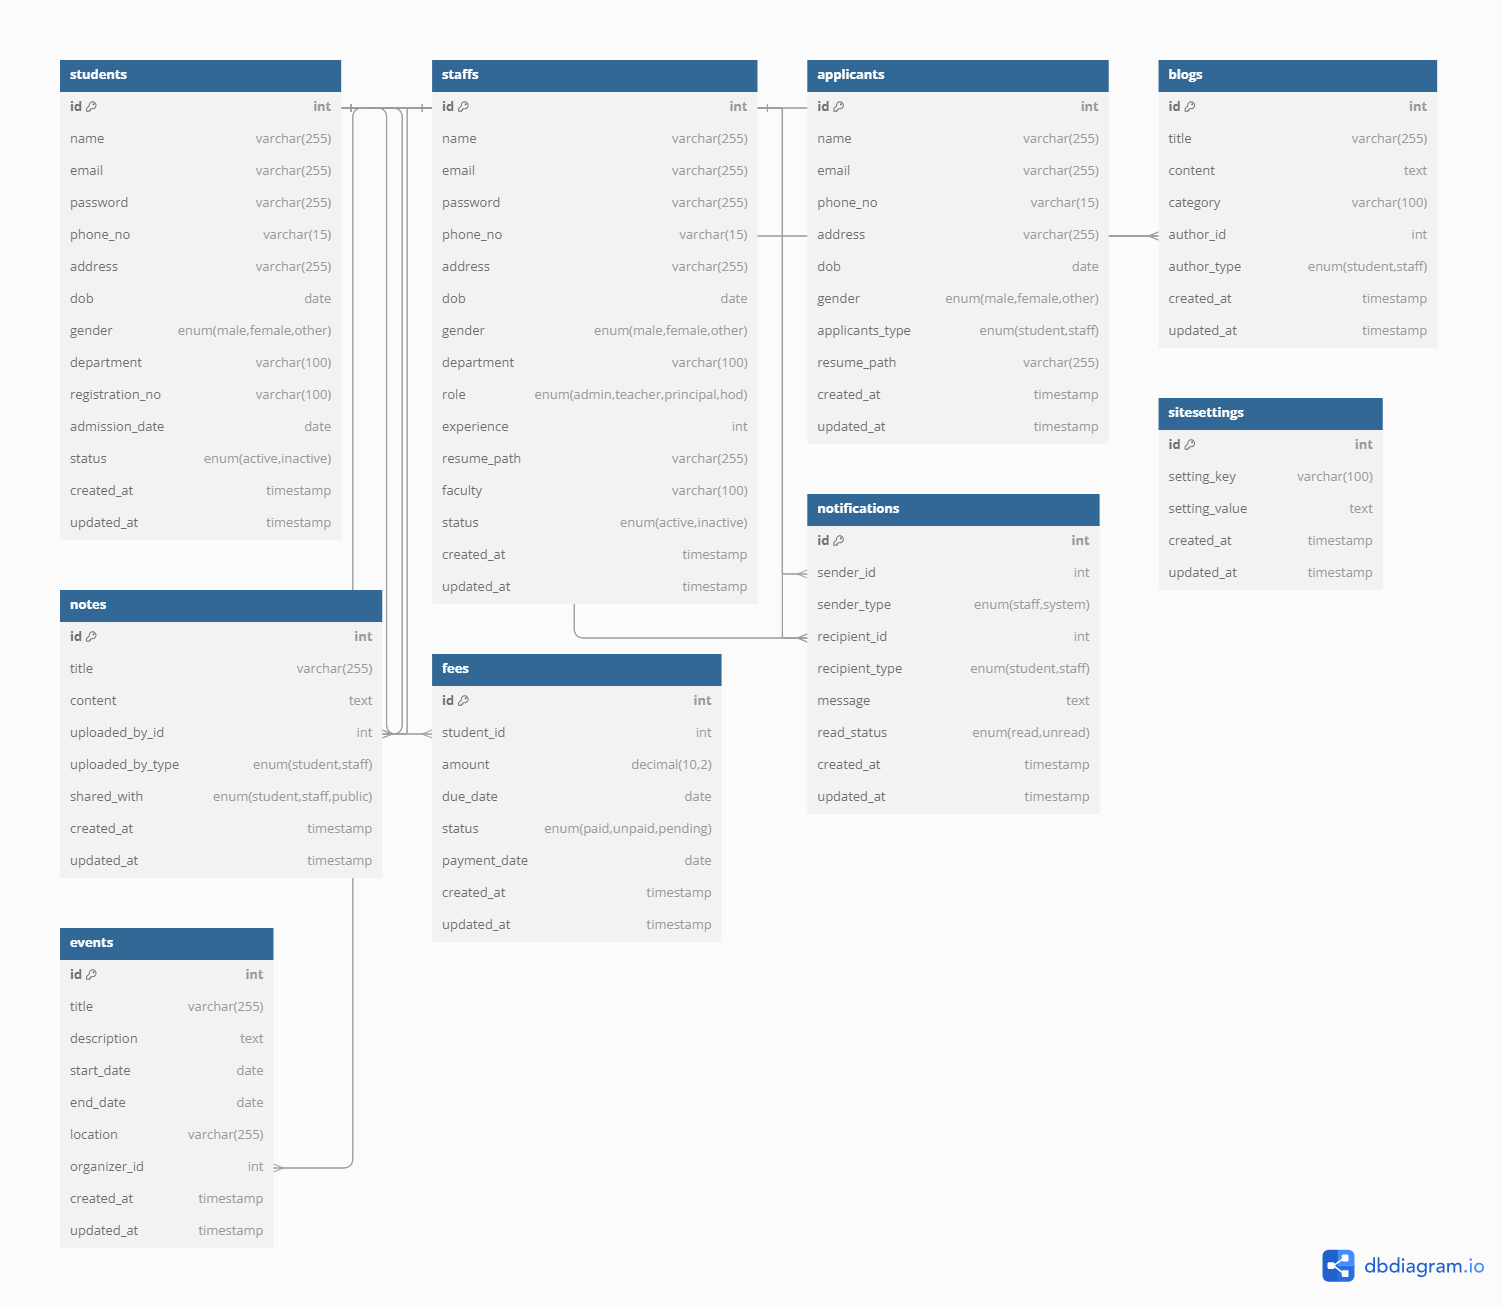 students
id int
name varchar(255)
email varchar(255)
password varchar(255)
phone_no varchar(15)
address varchar(255)
dob date
gender enum(male,female,other)
department varchar(100)
registration_no varchar(100)
admission_date date
status enum(active,inactive)
created_at timestamp
updated_at timestamp
staffs
id int
name varchar(255)
email varchar(255)
password varchar(255)
phone_no varchar(15)
address varchar(255)
dob date
gender enum(male,female,other)
department varchar(100)
role enum(admin,teacher,principal,hod)
experience int
resume_path varchar(255)
faculty varchar(100)
status enum(active,inactive)
created_at timestamp
updated_at timestamp
applicants
id int
name varchar(255)
email varchar(255)
phone_no varchar(15)
address varchar(255)
dob date
gender enum(male,female,other)
applicants_type enum(student,staff)
resume_path varchar(255)
created_at timestamp
updated_at timestamp
blogs
id int
title varchar(255)
content text
category varchar(100)
author_id int
author_type enum(student,staff)
created_at timestamp
updated_at timestamp
sitesettings
id int
setting_key varchar(100)
setting_value text
created_at timestamp
updated_at timestamp
notifications
id int
sender_id int
sender_type enum(staff,system)
recipient_id int
recipient_type enum(student,staff)
message text
read_status enum(read,unread)
created_at timestamp
updated_at timestamp
notes
id int
title varchar(255)
content text
uploaded_by_id int
uploaded_by_type enum(student,staff)
shared_with enum(student,staff,public)
created_at timestamp
updated_at timestamp
fees
id int
student_id int
amount decimal(10,2)
due_date date
status enum(paid,unpaid,pending)
payment_date date
created_at timestamp
updated_at timestamp
events
id int
title varchar(255)
description text
start_date date
end_date date
location varchar(255)
organizer_id int
created_at timestamp
updated_at timestamp
dbdiagram.io